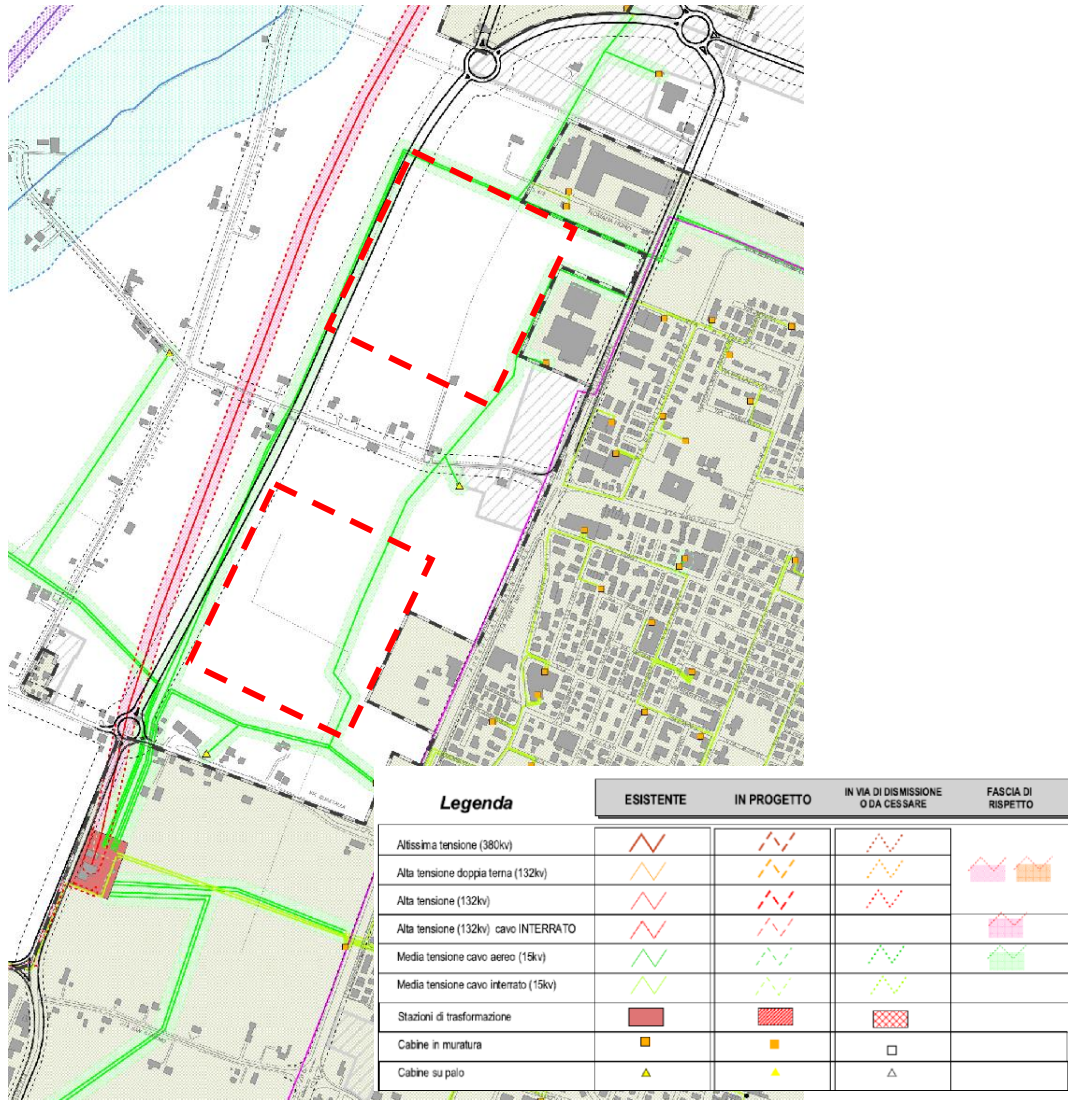 Legenda
ESISTENTE
IN PROGETTO
IN VIA DI DISMISSIONE
O DA CESSARE
FASCIA DI
RISPETTO
Altissima tensione (380kv)
Alta tensione doppia terna (132kv)
Alta tensione (132kv)
Alta tensione (132kv) cavo INTERRATO
Media tensione cavo aereo (15kv)
Media tensione cavo interrato (15kv)
Stazioni di trasformazione
Cabine in muratura
Cabine su palo